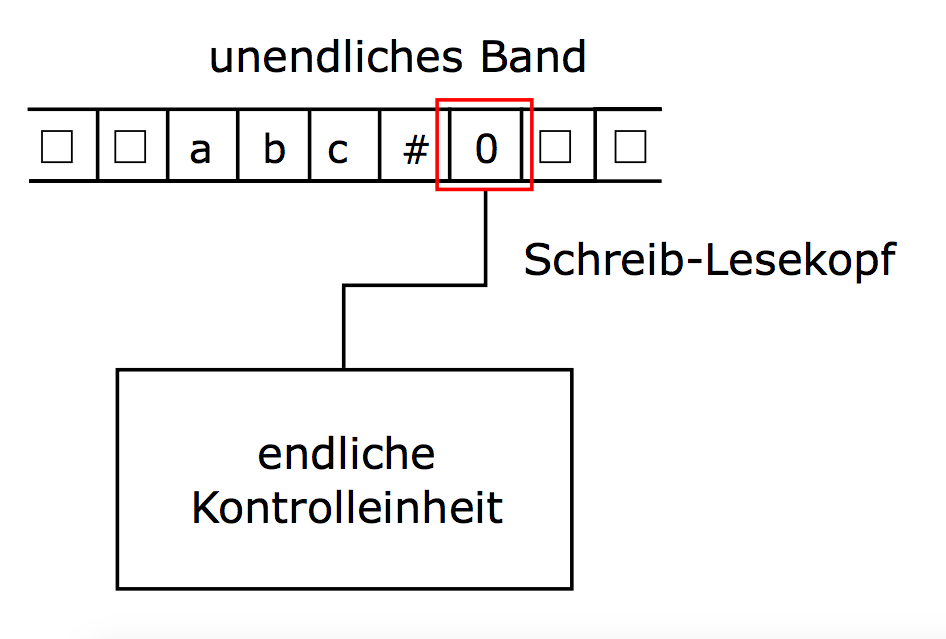 unendliches Band
□ □ a b c # 0 □ □
Schreib-Lesekopf
endliche
Kontrolleinheit